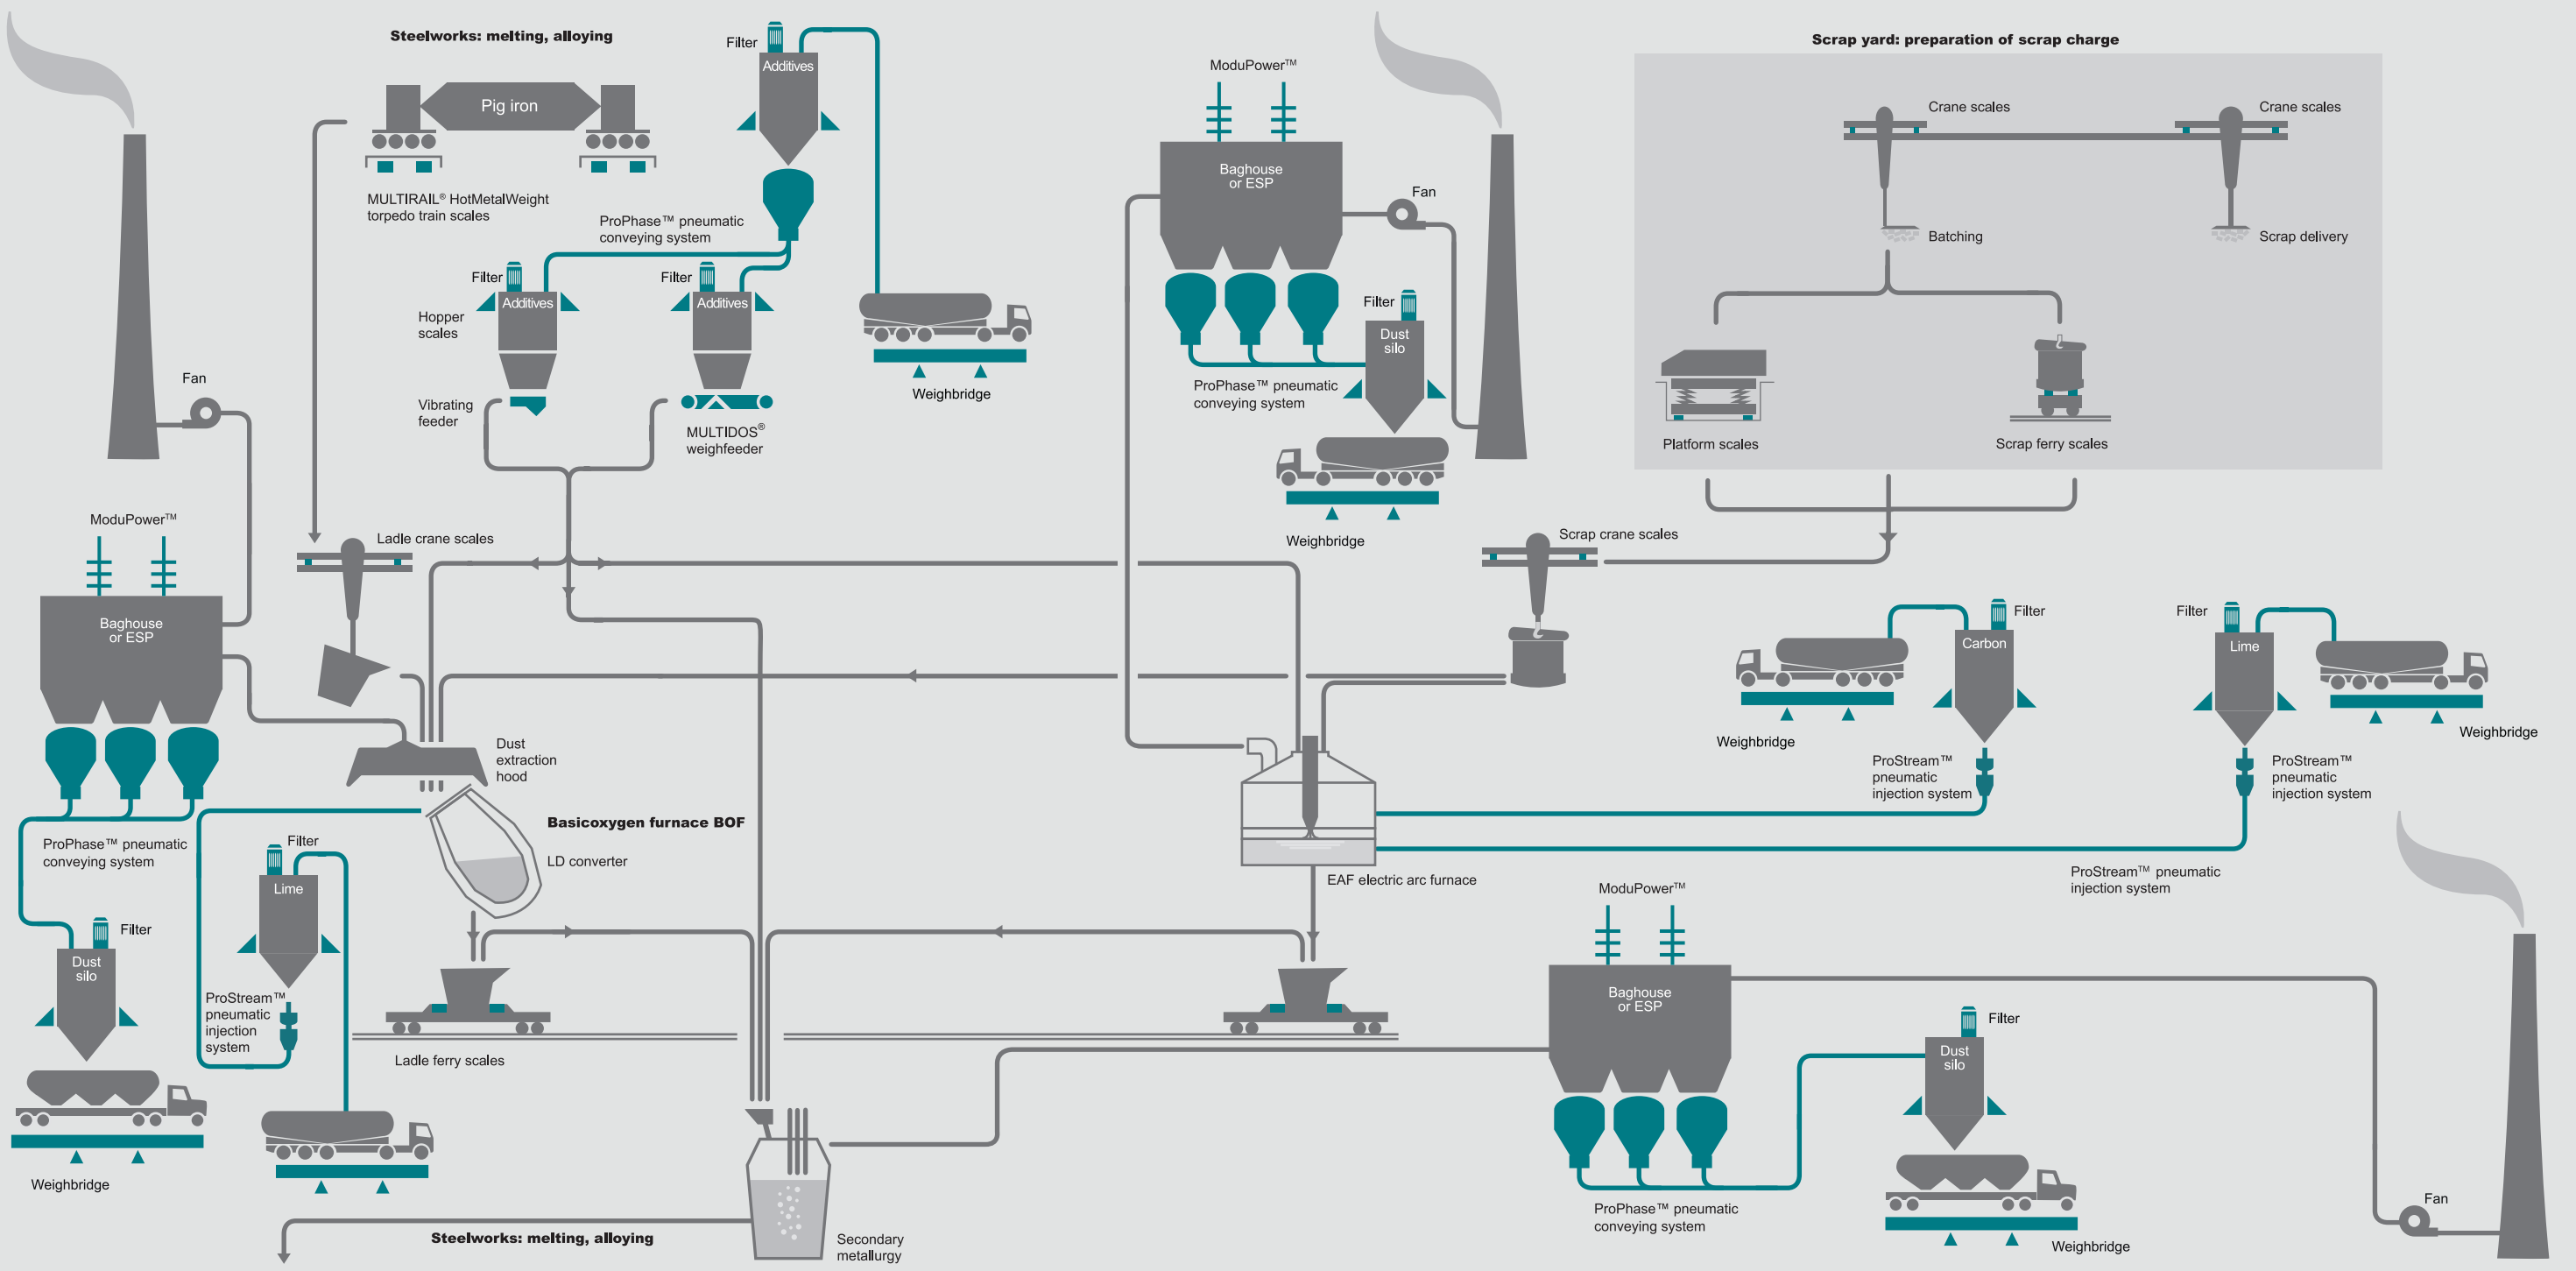 Steelworks: melting, alloying
Pig iron
MULTIRAIL® HotMetalWeight
torpedo train scales
Filter
Additives
ProPhase™ pneumatic
conveying system
Filter
Additives
Filter
Additives
Hopper
scales
Vibrating
feeder
MULTIDOS®
weighfeeder
Weighbridge
Fan
ModuPower™
Baghouse
or ESP
Ladle crane scales
Dust
extraction
hood
Basicoxygen furnace BOF
LD converter
ProPhase™ pneumatic
conveying system
Filter
Lime
Filter
Dust
silo
ProStream™
pneumatic
injection
system
Weighbridge
Ladle ferry scales
Steelworks: melting, alloying
Secondary
metallurgy
ModuPower™
Baghouse
or ESP
Fan
Filter
Dust
silo
ProPhase™ pneumatic
conveying system
Weighbridge
Scrap yard: preparation of scrap charge
Crane scales
Crane scales
Batching
Scrap delivery
Platform scales
Scrap ferry scales
Scrap crane scales
Filter
Carbon
Weighbridge
ProStream™
pneumatic
injection system
Filter
Lime
Weighbridge
ProStream™
pneumatic
injection system
EAF electric arc furnace
ProStream™ pneumatic
injection system
ModuPower™
Baghouse
or ESP
Filter
Dust
silo
ProPhase™ pneumatic
conveying system
Weighbridge
Fan